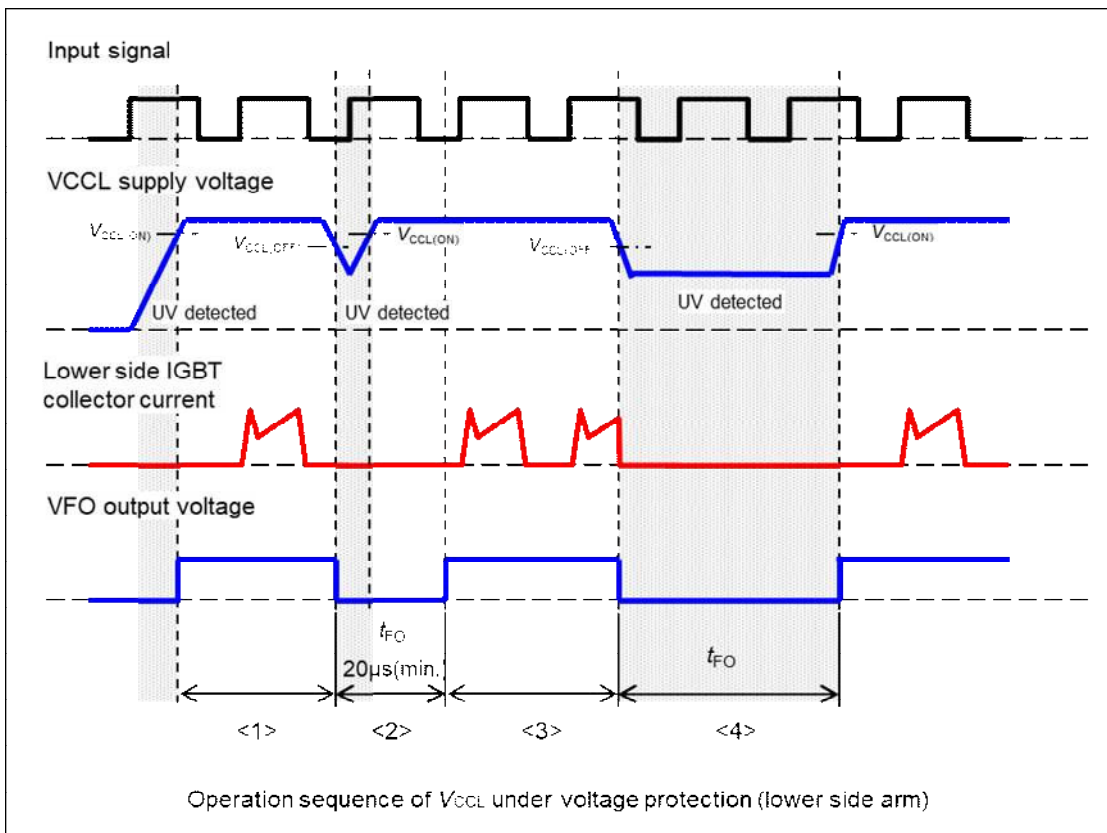 Input signal
VCCL supply voltage
VCCL(ON)
VCCL(OFF)
VCCL(ON)
VCCL(OFF
VCCL(ON)
UV detected
UV detected
UV detected
Lower side IGBT
collector current
VFO output voltage
tFO
20µs(min.)
tFO
<1>
<2>
<3>
<4>
Operation sequence of VCCL under voltage protection (lower side arm)